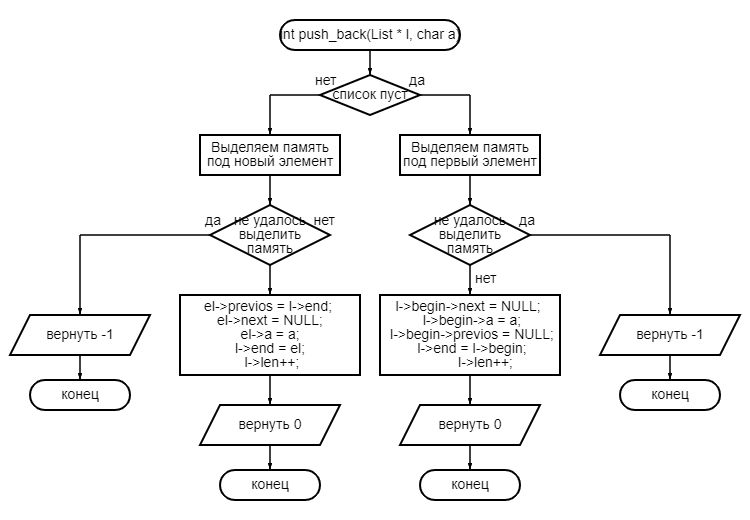 int push_back(List * l, char a)
нет
да
список пуст
Выделяем память
под новый элемент
Выделяем память
под первый элемент
да
не удалось
выделить
память
нет
не удалось
выделить
память
да
нет
el->previos = l->end;
el->next = NULL;
el->a = a;
l->end = el;
l->len++;
l->begin->next = NULL;
l->begin->a = a;
l->begin->previos = NULL;
l->end = l->begin;
l->len++;
вернуть -1
вернуть -1
конец
конец
вернуть 0
вернуть 0
конец
конец